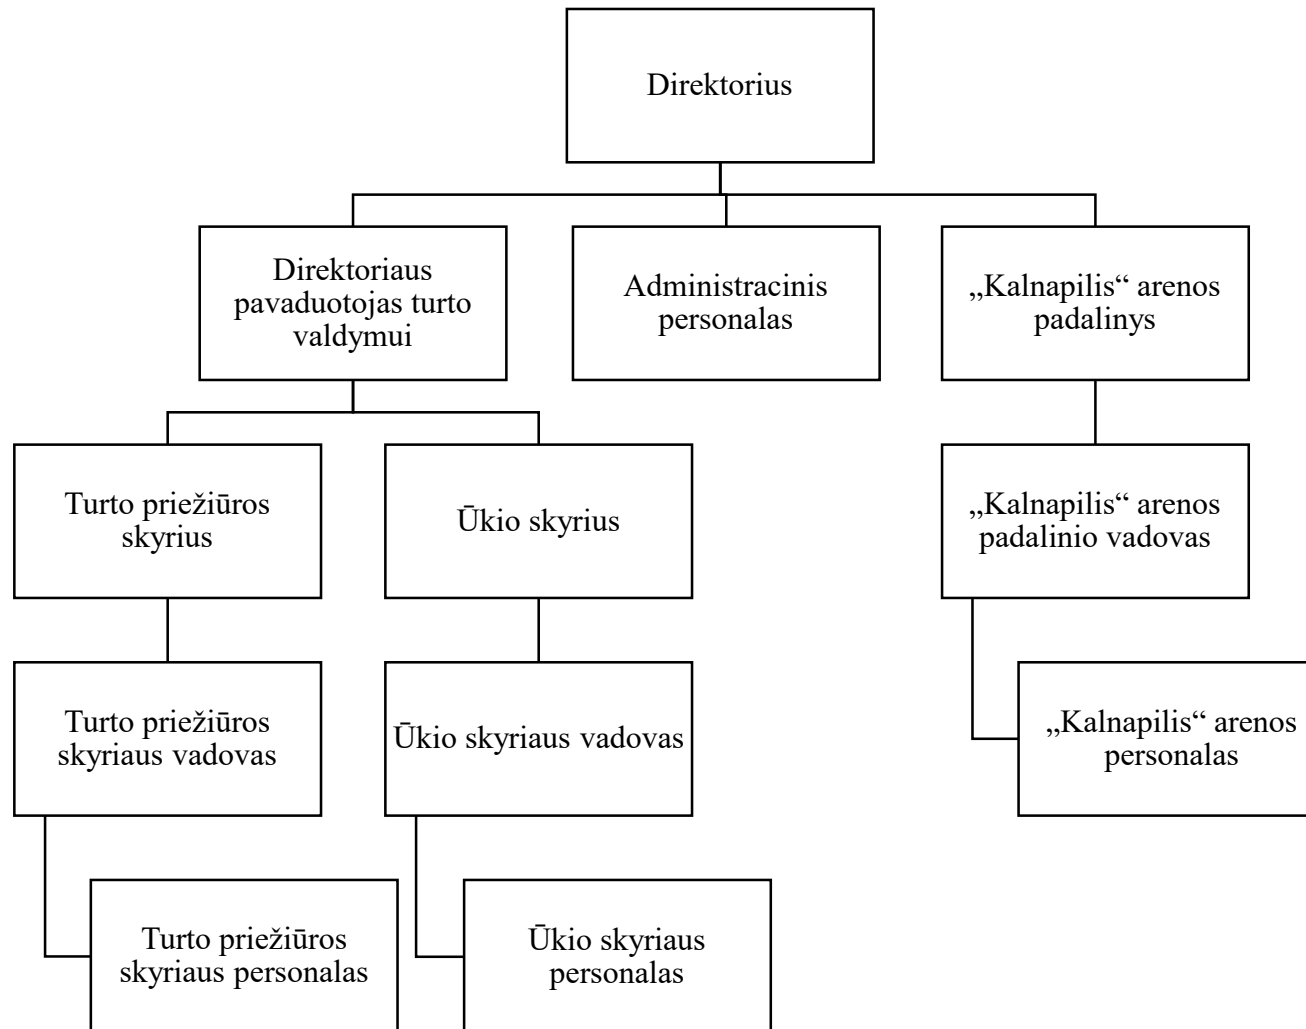 Direktorius
Direktoriaus
pavaduotojas turto
valdymui
Administracinis
personalas
„Kalnapilis“ arenos
padalinys
Turto priežiūros
skyrius
Ūkio skyrius
„Kalnapilis“ arenos
padalinio vadovas
Turto priežiūros
skyriaus vadovas
Ūkio skyriaus vadovas
„Kalnapilis“ arenos
personalas
Turto priežiūros
skyriaus personalas
Ūkio skyriaus
personalas